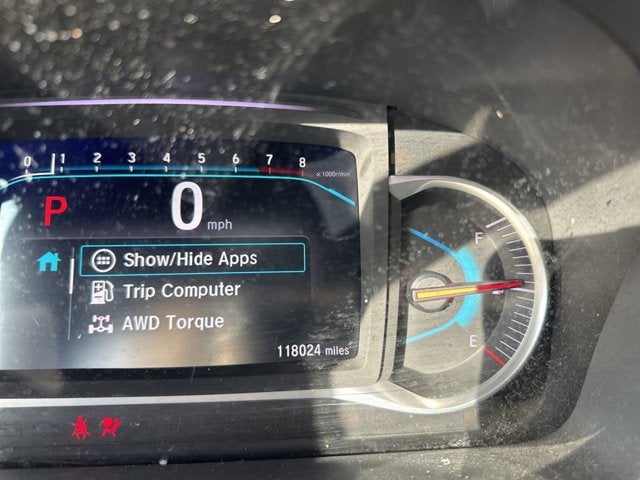 0 1 2 3 4 5 6 7 8
×1000r/min
P 0 mph
F
Show/Hide Apps
Trip Computer
E
AWD Torque
118024 miles